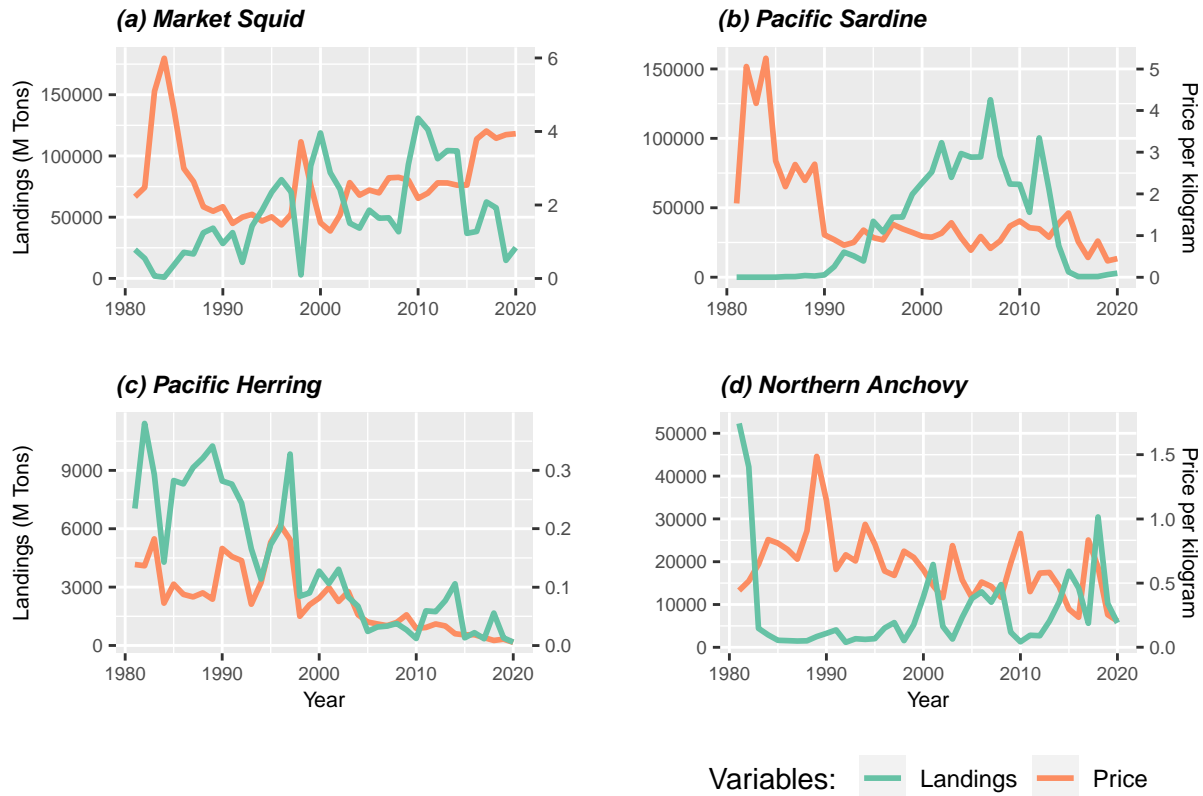 (a) Market Squid
Landings (M Tons)
150000
100000
50000
0
6
4
2
0
1980 1990 2000 2010 2020
(b) Pacific Sardine
150000
100000
50000
0
5
4
3
2
1
0
Price per kilogram
1980 1990 2000 2010 2020
(c) Pacific Herring
Landings (M Tons)
9000
6000
3000
0
0.3
0.2
0.1
0.0
1980 1990 2000 2010 2020
Year
(d) Northern Anchovy
50000
40000
30000
20000
10000
0
1.5
1.0
0.5
0.0
Price per kilogram
1980 1990 2000 2010 2020
Year
Variables: Landings Price